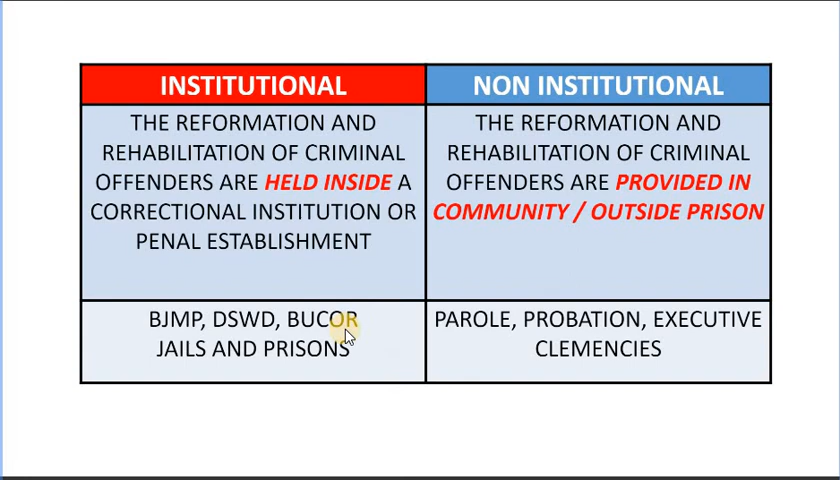 INSTITUTIONAL
THE REFORMATION AND
REHABILITATION OF CRIMINAL
OFFENDERS ARE HELD INSIDE A
CORRECTIONAL INSTITUTION OR
PENAL ESTABLISHMENT
NON INSTITUTIONAL
THE REFORMATION AND
REHABILITATION OF CRIMINAL
OFFENDERS ARE PROVIDED IN
COMMUNITY / OUTSIDE PRISON
BJMP, DSWD, BUCOR
JAILS AND PRISONS
PAROLE, PROBATION, EXECUTIVE
CLEMENCIES